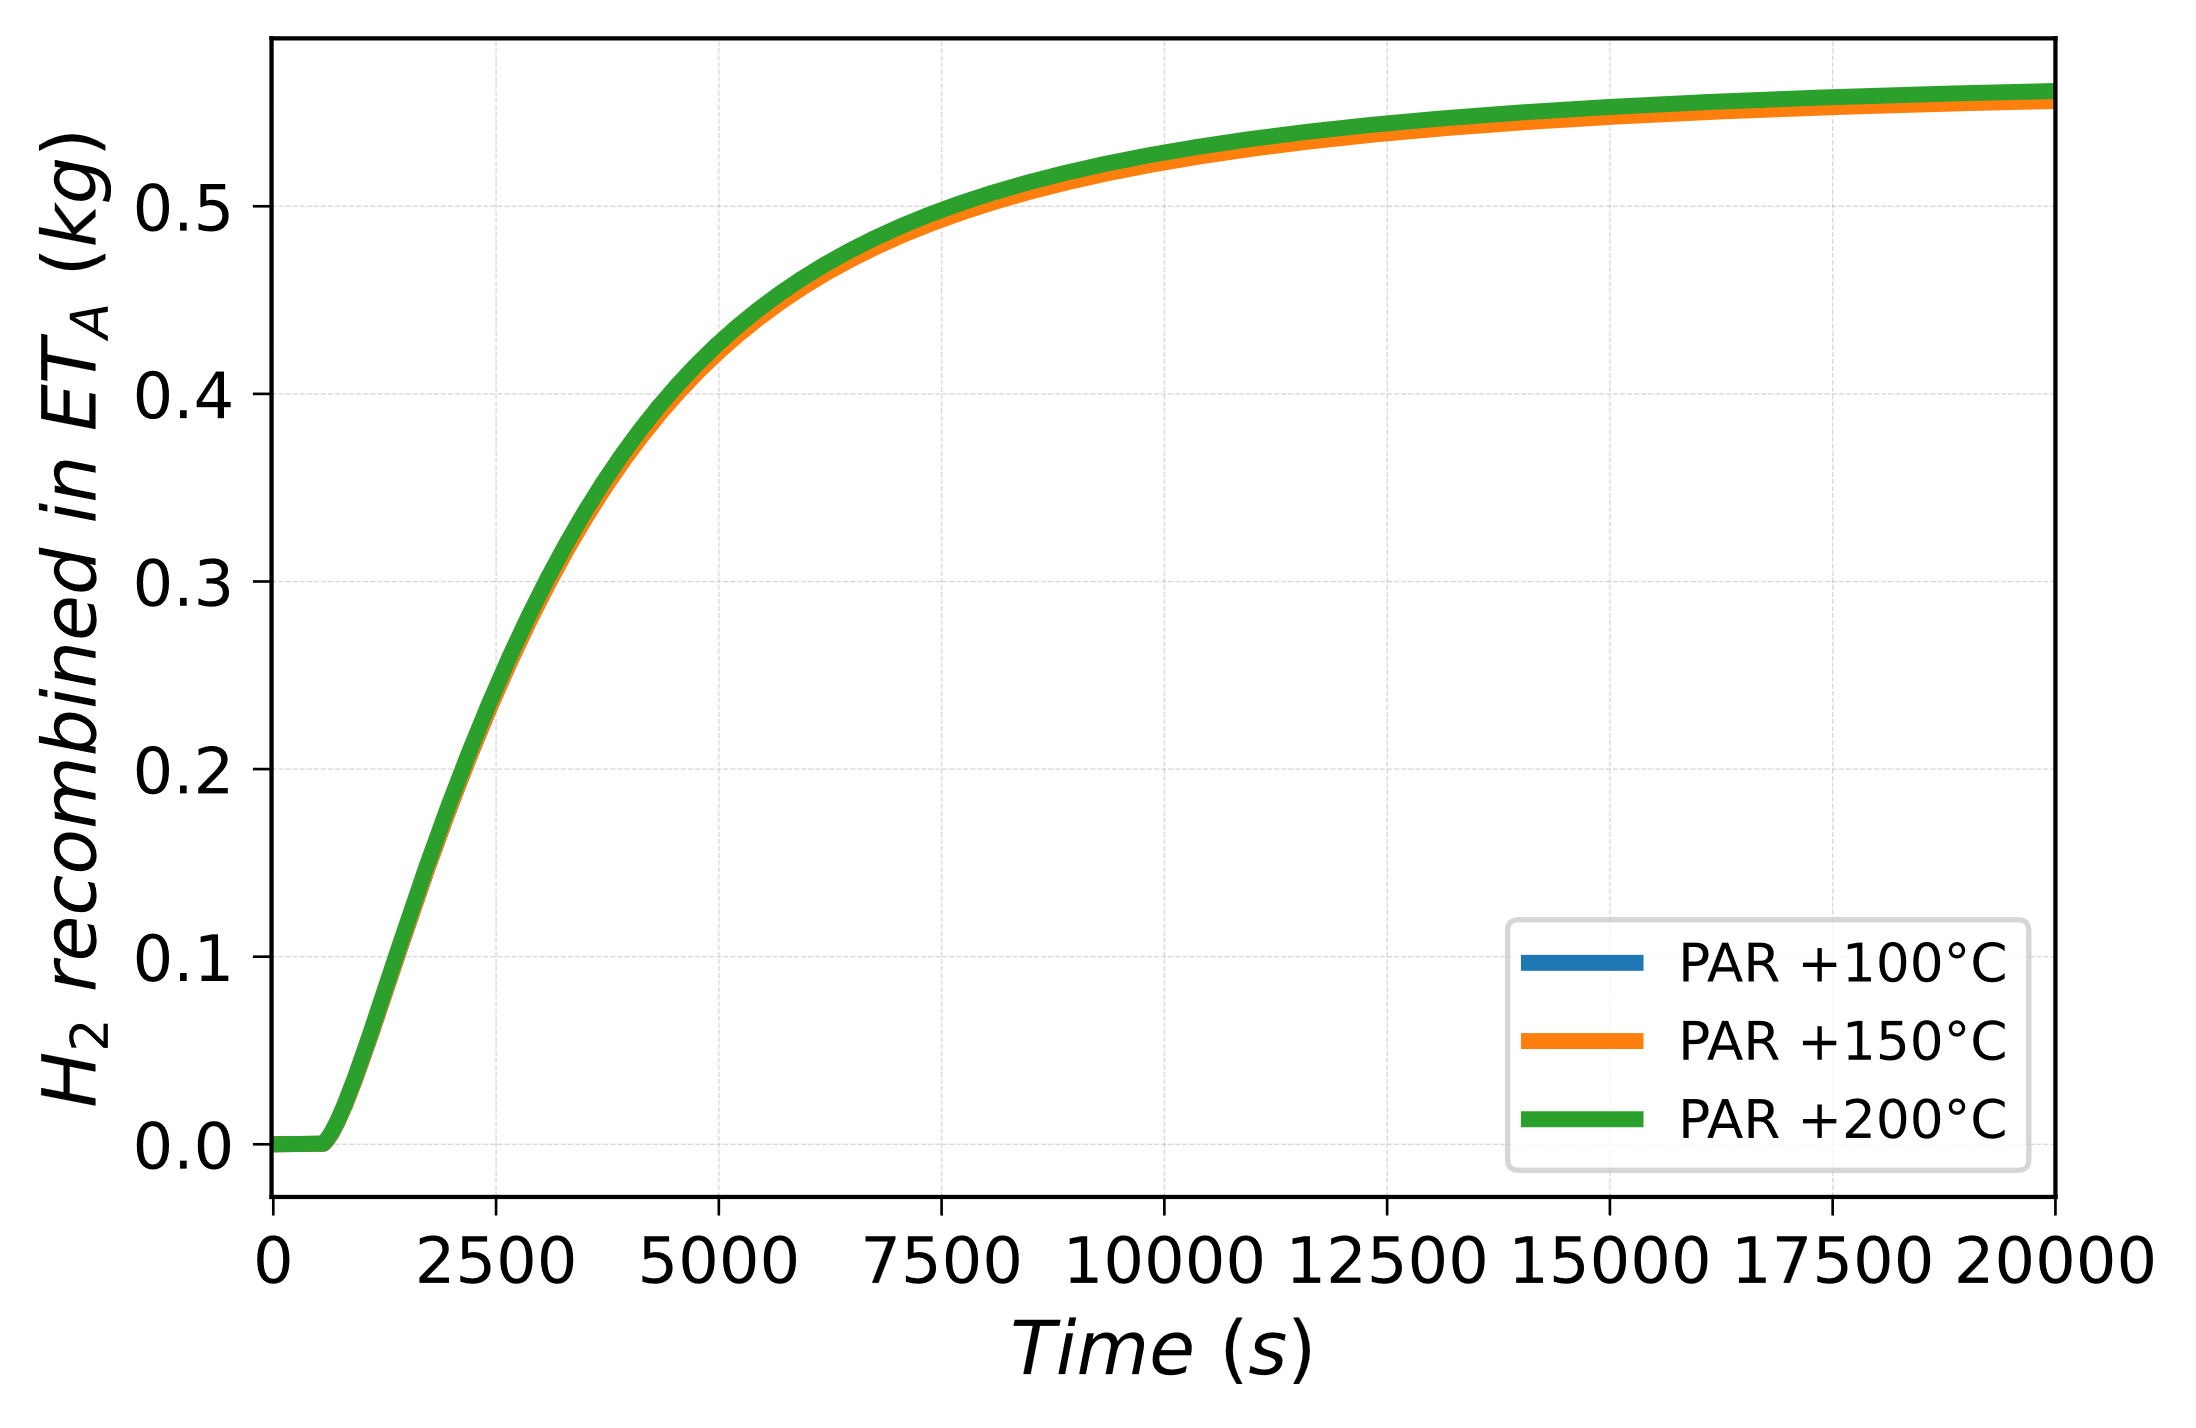 H₂ recombined in ET_A (kg)
0.5
0.4
0.3
0.2
0.1
0.0
PAR +100°C
PAR +150°C
PAR +200°C
0 2500 5000 7500 10000 12500 15000 17500 20000
Time (s)